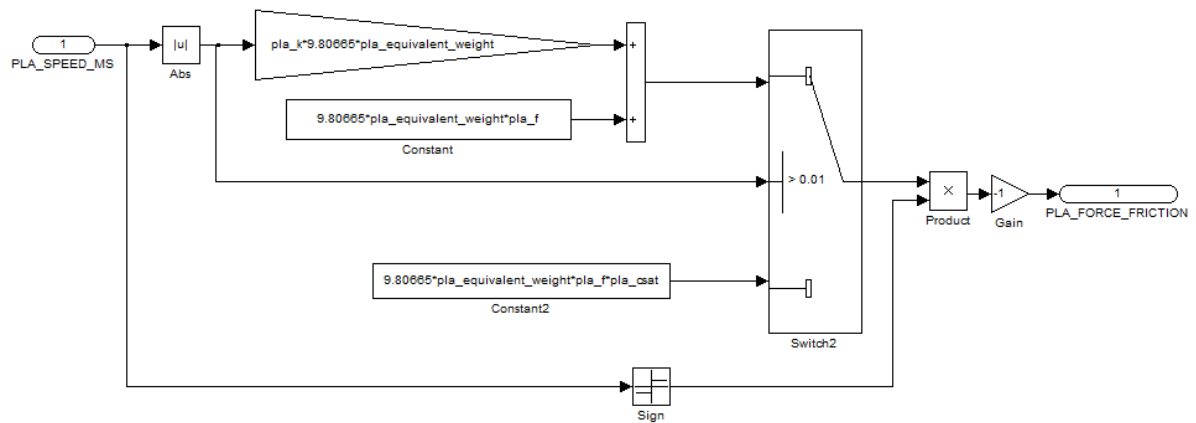 1
PLA_SPEED_MS
|u|
Abs
pla_k*9.80665*pla_equivalent_weight
+
+
9.80665*pla_equivalent_weight*pla_f
Constant
> 0.01
9.80665*pla_equivalent_weight*pla_f*pla_csat
Constant2
Switch2
Sign
×
Product
-1
Gain
1
PLA_FORCE_FRICTION